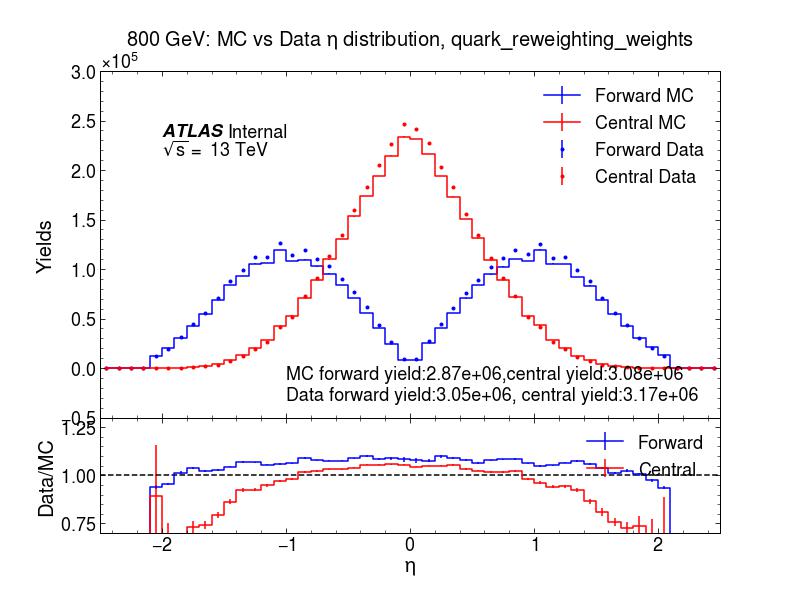 800 GeV: MC vs Data η distribution, quark_reweighting_weights
×10⁵
3.0
2.5
2.0
1.5
1.0
0.5
0.0
0.5
Yields
ATLAS Internal
√s = 13 TeV
Forward MC
Central MC
Forward Data
Central Data
MC forward yield:2.87e+06,central yield:3.08e+06
Data forward yield:3.05e+06, central yield:3.17e+06
1.25
1.00
0.75
Data/MC
Forward
Central
−2 −1 0 1 2
η